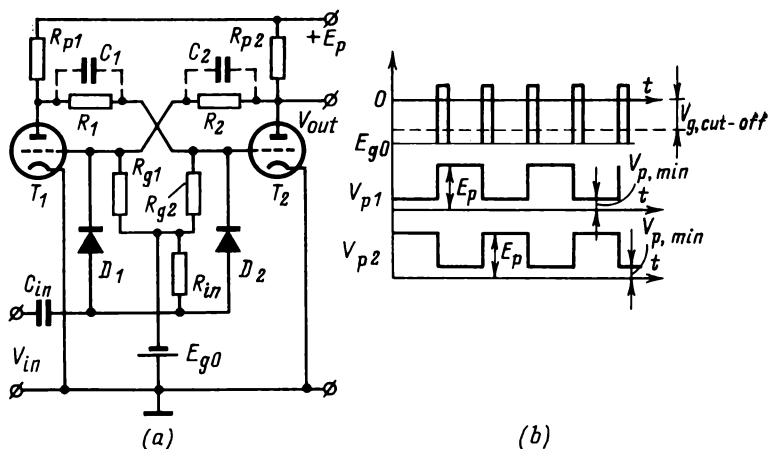 R_p1
C_1
C_2
R_p2
+E_p
R_1
R_2
V_out
T_1
R_g1
R_g2
T_2
D_1
R_in
D_2
C_in
V_in
E_g0
(a)
0
t
V_g,cut-off
E_g0
V_p1
E_p
V_p,min
t
V_p2
E_p
V_p,min
t
(b)